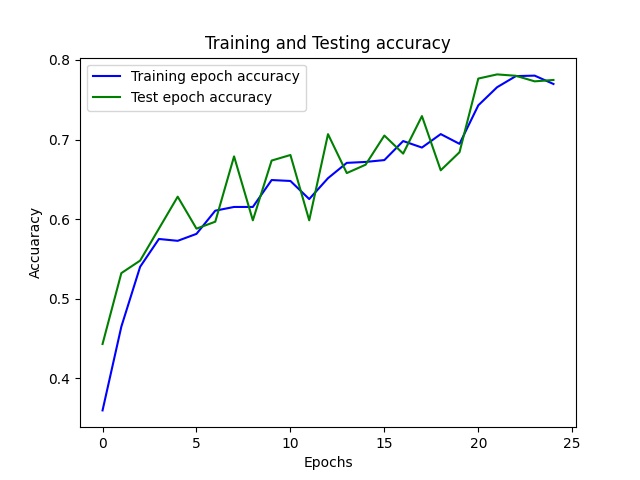 Training and Testing accuracy
Training epoch accuracy
Test epoch accuracy
0.8
0.7
0.6
0.5
0.4
Accuaracy
0 5 10 15 20 25
Epochs